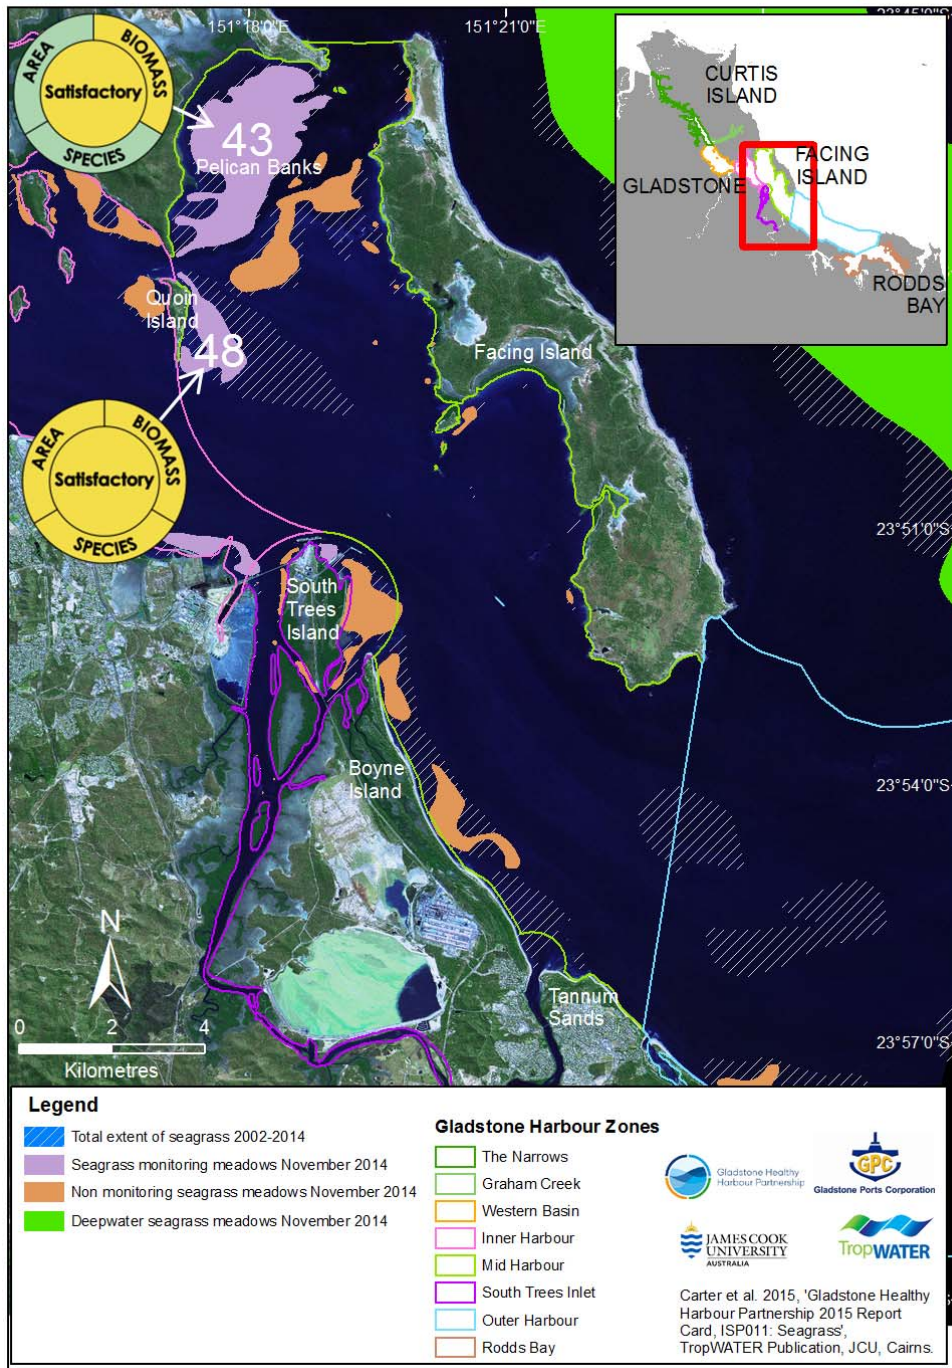 151°18'0"E
151°21'0"E
23°45'0"S
AREA
BIOMASS
Satisfactory
SPECIES
43
Pelican Banks
CURTIS
ISLAND
FACING
ISLAND
GLADSTONE
RODDS
BAY
Quoin
Island
48
Facing Island
AREA
BIOMASS
Satisfactory
SPECIES
23°51'0"S
South
Trees
Island
Boyne
Island
23°54'0"S
N
Tannum
Sands
0 2 4
Kilometres
23°57'0"S
Legend
Total extent of seagrass 2002-2014
Seagrass monitoring meadows November 2014
Non monitoring seagrass meadows November 2014
Deepwater seagrass meadows November 2014
Gladstone Harbour Zones
The Narrows
Graham Creek
Western Basin
Inner Harbour
Mid Harbour
South Trees Inlet
Outer Harbour
Rodds Bay
Gladstone Healthy
Harbour Partnership
GPC
Gladstone Ports Corporation
JAMES COOK
UNIVERSITY
AUSTRALIA
TropWATER
Carter et al. 2015, 'Gladstone Healthy
Harbour Partnership 2015 Report
Card, ISP011: Seagrass',
TropWATER Publication, JCU, Cairns.